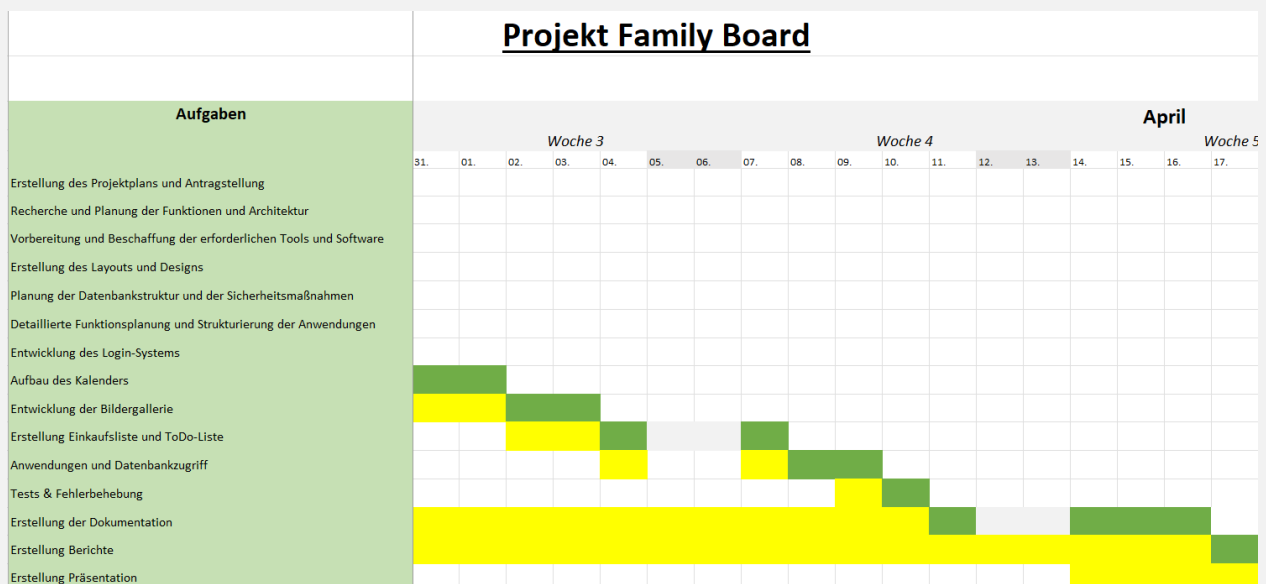 Projekt Family Board
Aufgaben
April
Woche 3 Woche 4 Woche 5
31. 01. 02. 03. 04. 05. 06. 07. 08. 09. 10. 11. 12. 13. 14. 15. 16. 17.
Erstellung des Projektplans und Antragstellung
Recherche und Planung der Funktionen und Architektur
Vorbereitung und Beschaffung der erforderlichen Tools und Software
Erstellung des Layouts und Designs
Planung der Datenbankstruktur und der Sicherheitsmaßnahmen
Detaillierte Funktionsplanung und Strukturierung der Anwendungen
Entwicklung des Login-Systems
Aufbau des Kalenders
Entwicklung der Bildergallerie
Erstellung Einkaufsliste und ToDo-Liste
Anwendungen und Datenbankzugriff
Tests & Fehlerbehebung
Erstellung der Dokumentation
Erstellung Berichte
Erstellung Präsentation